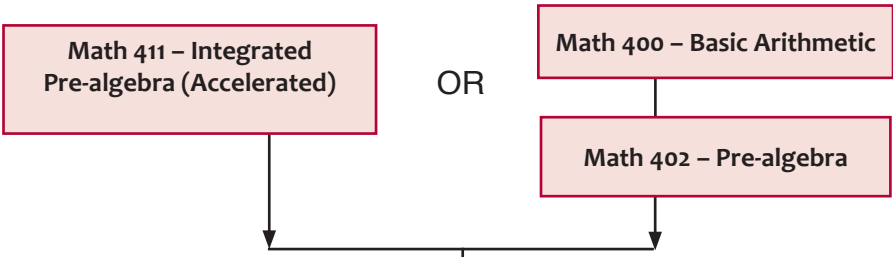 Math 411 – Integrated
Pre-algebra (Accelerated)
OR
Math 400 – Basic Arithmetic
Math 402 – Pre-algebra